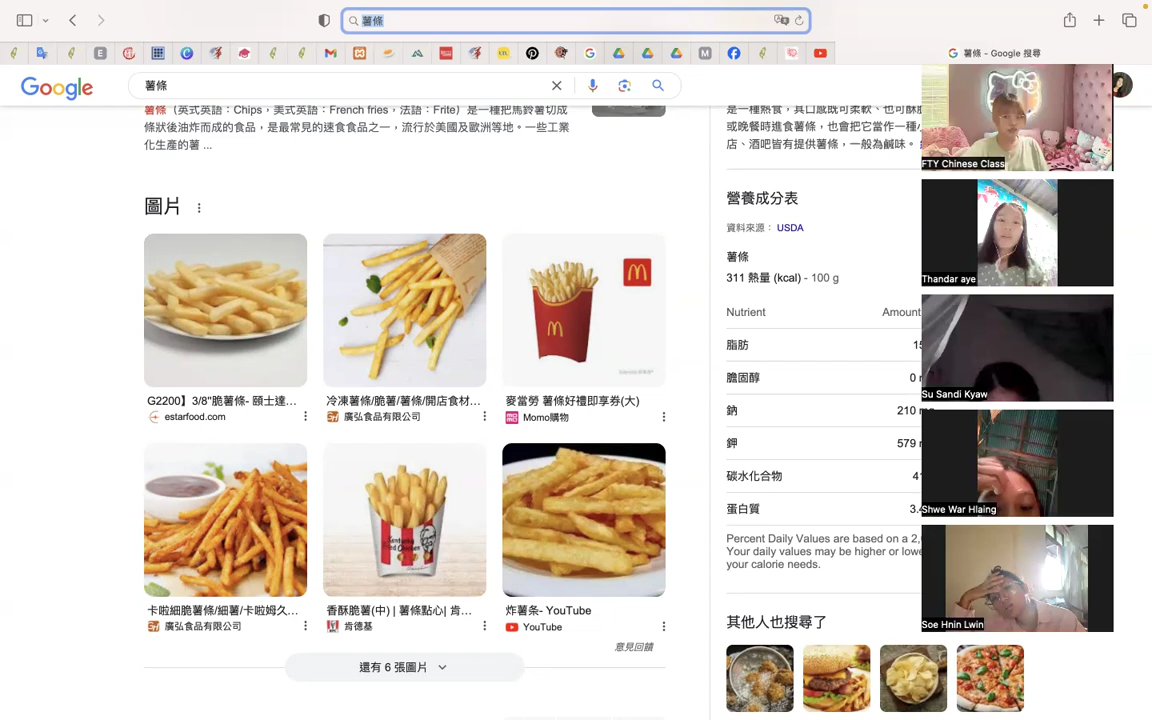 薯條
薯條 – Google 搜尋
Google
薯條
薯條（英式英語：Chips，美式英語：French fries，法語：Frite）是一種把馬鈴薯切成
條狀後油炸而成的食品，是最常見的速食食品之一，流行於美國及歐洲等地。一些工業
化生產的薯 ...
圖片
G2200】3/8"脆薯條- 頤士達…
estarfood.com
冷凍薯條/脆薯/薯條/開店食材…
廣弘食品有限公司
麥當勞 薯條好禮即享券(大)
Momo購物
卡啦細脆薯條/細薯/卡啦姆久…
廣弘食品有限公司
香酥脆薯(中) | 薯條點心| 肯…
肯德基
炸薯条- YouTube
YouTube
意見回饋
還有 6 張圖片
是一種熱食，其口感既可柔軟、也可酥
或晚餐時進食薯條，也會把它當作一種
店、酒吧皆有提供薯條，一般為鹹味。
營養成分表
資料來源： USDA
薯條
311 熱量 (kcal) - 100 g
Nutrient Amount
脂肪 15
膽固醇 0
鈉 210
鉀 579
碳水化合物 41
蛋白質 3.4
Percent Daily Values are based on a 2,
Your daily values may be higher or lowe
your calorie needs.
其他人也搜尋了
FTY Chinese Class
Thandar aye
Su Sandi Kyaw
Shwe War Hlaing
Soe Hnin Lwin